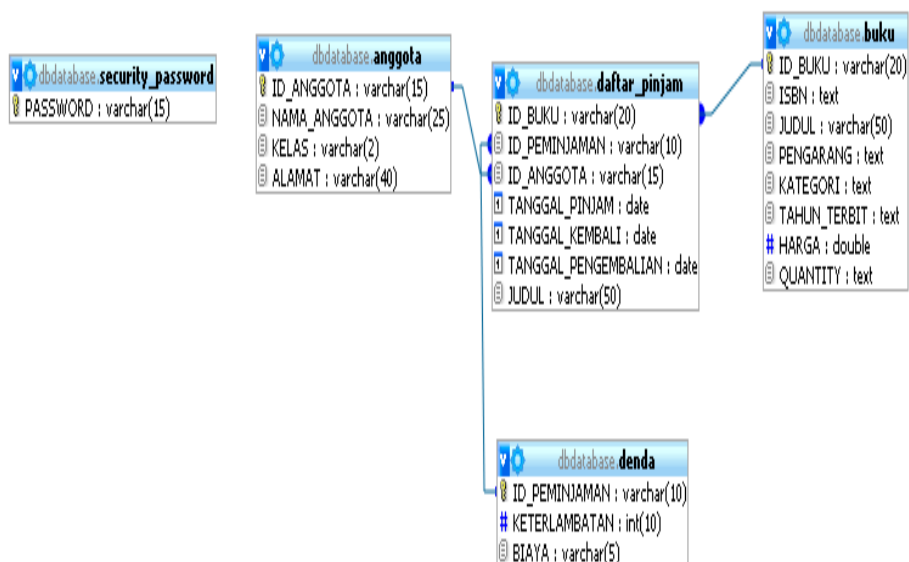 dbdatabase.security_password
PASSWORD : varchar(15)
dbdatabase.anggota
ID_ANGGOTA : varchar(15)
NAMA_ANGGOTA : varchar(25)
KELAS : varchar(2)
ALAMAT : varchar(40)
dbdatabase.daftar_pinjam
ID_BUKU : varchar(20)
ID_PEMINJAMAN : varchar(10)
ID_ANGGOTA : varchar(15)
TANGGAL_PINJAM : date
TANGGAL_KEMBALI : date
TANGGAL_PENGEMBALIAN : date
JUDUL : varchar(50)
dbdatabase.buku
ID_BUKU : varchar(20)
ISBN : text
JUDUL : varchar(50)
PENGARANG : text
KATEGORI : text
TAHUN_TERBIT : text
# HARGA : double
QUANTITY : text
dbdatabase.denda
ID_PEMINJAMAN : varchar(10)
# KETERLAMBATAN : int(10)
BIAYA : varchar(5)